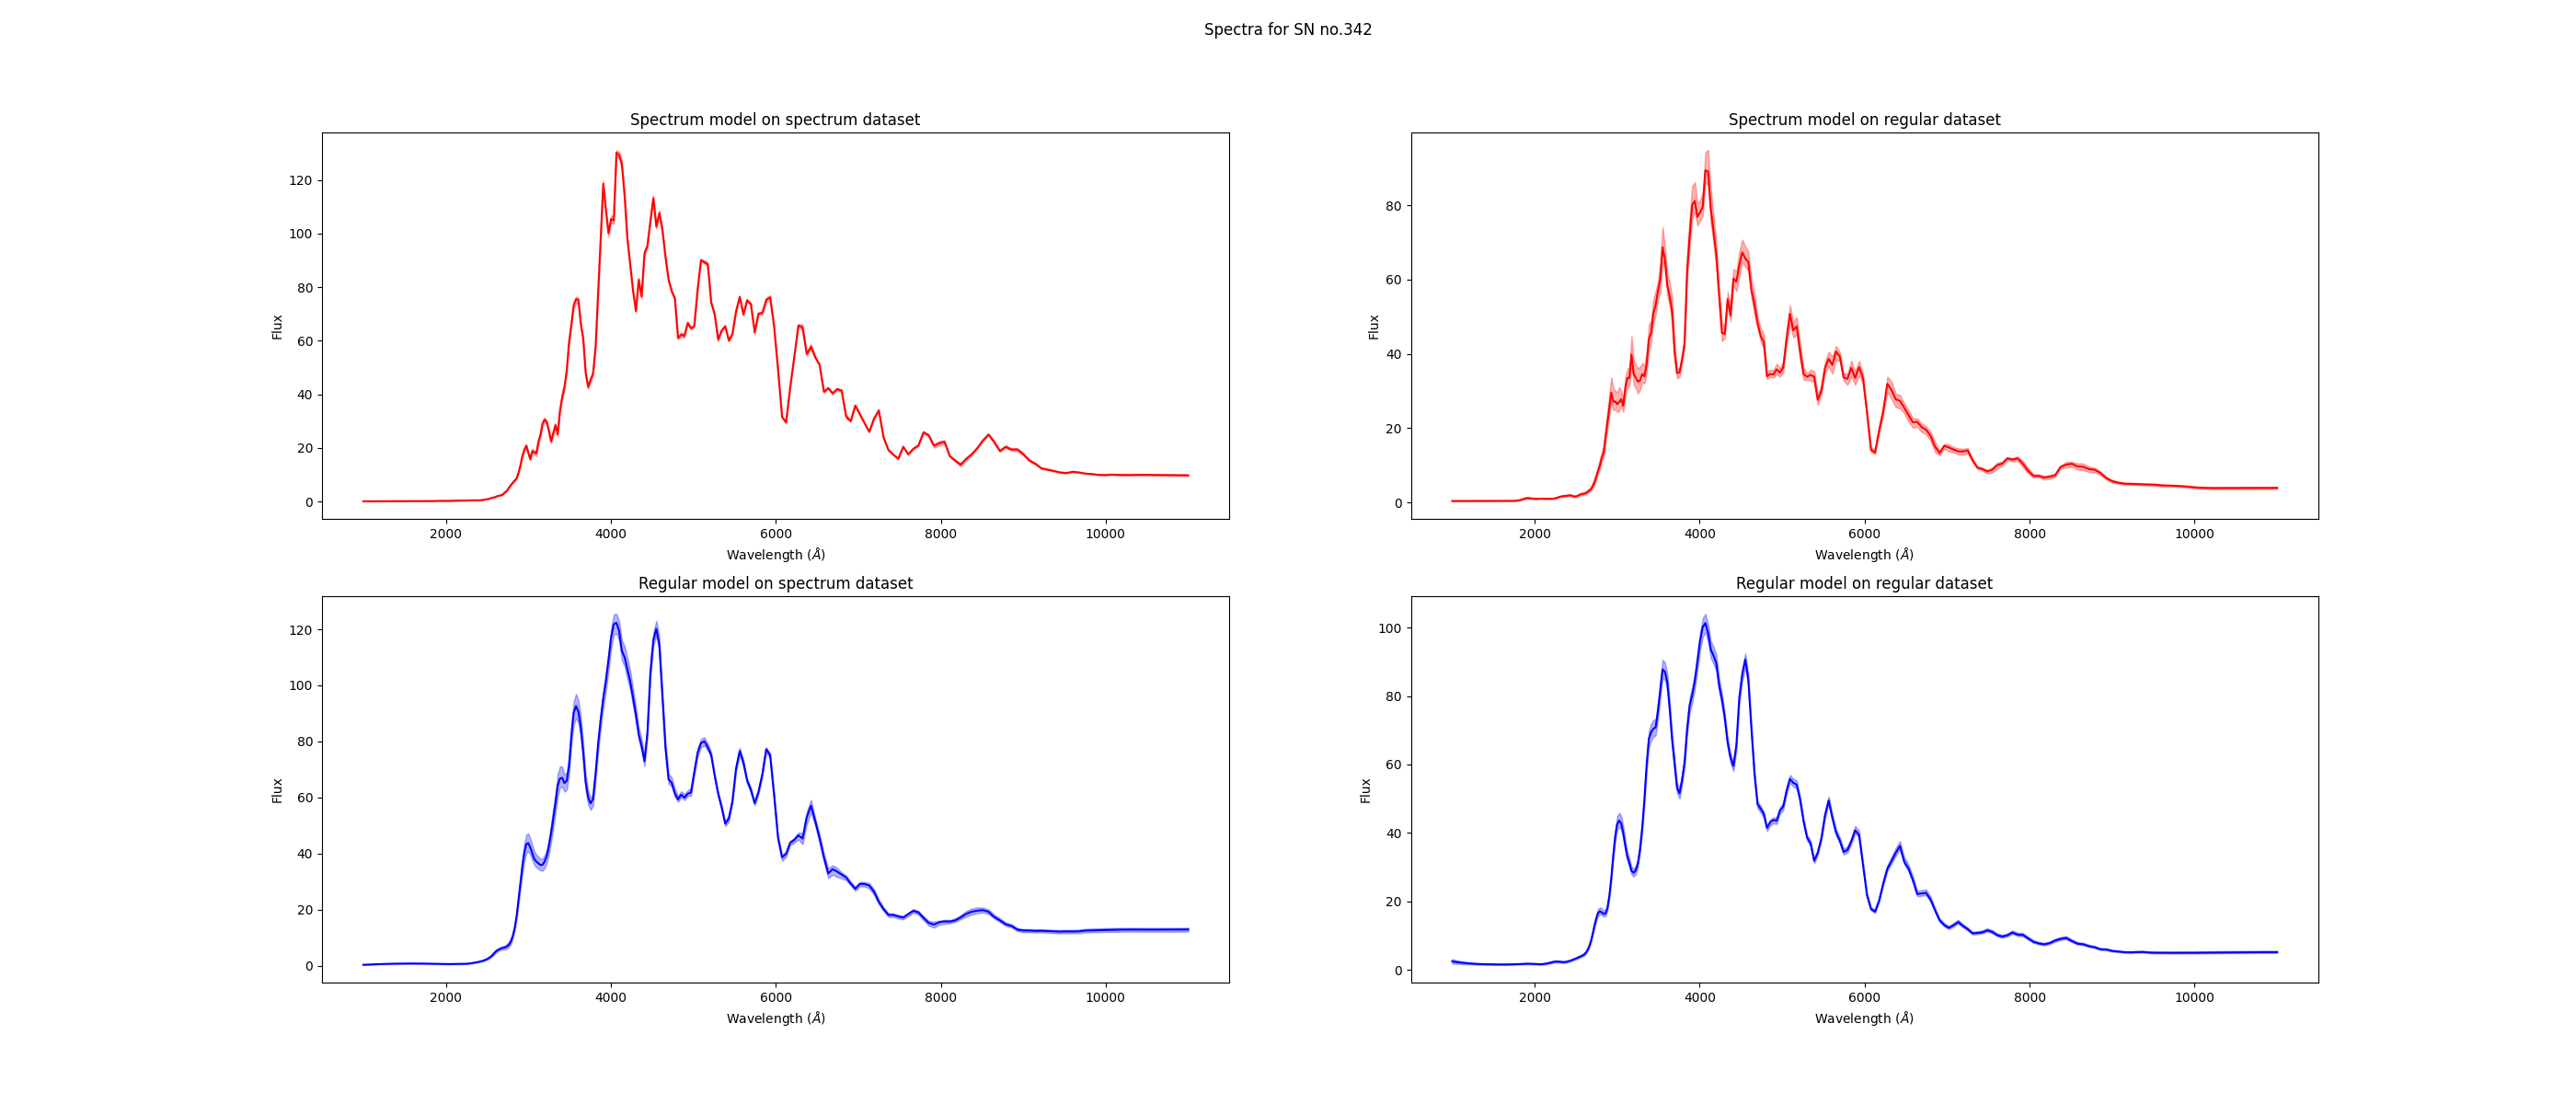 Spectra for SN no.342
Spectrum model on spectrum dataset
120
100
80
60
40
20
0
Flux
2000 4000 6000 8000 10000
Wavelength (Å)
Spectrum model on regular dataset
80
60
40
20
0
Flux
2000 4000 6000 8000 10000
Wavelength (Å)
Regular model on spectrum dataset
120
100
80
60
40
20
0
Flux
2000 4000 6000 8000 10000
Wavelength (Å)
Regular model on regular dataset
100
80
60
40
20
0
Flux
2000 4000 6000 8000 10000
Wavelength (Å)